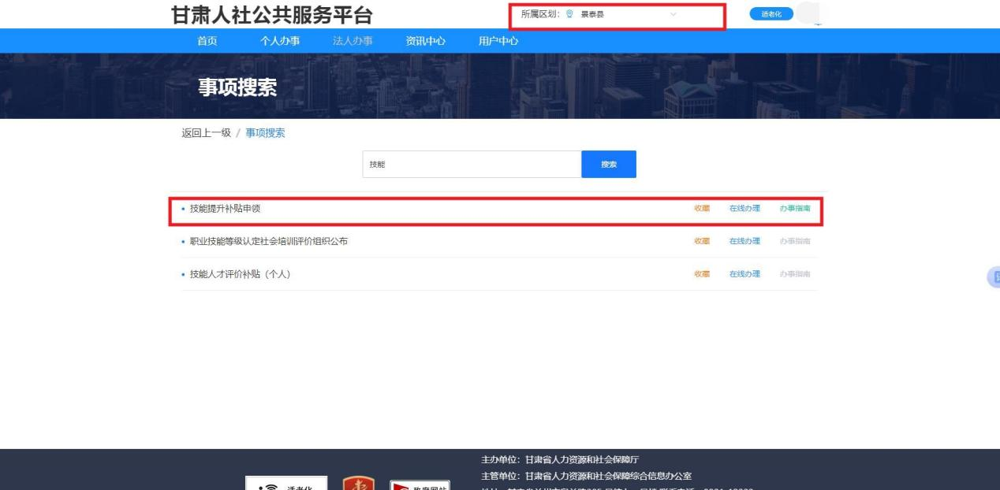 甘肃人社公共服务平台
所属区划： 景泰县
适老化
首页 个人办事 法人办事 资讯中心 用户中心
事项搜索
返回上一级 / 事项搜索
技能 搜索
技能提升补贴申领 收藏 在线办理 办事指南
职业技能等级认定社会培训评价组织公布 收藏 在线办理 办事指南
技能人才评价补贴（个人） 收藏 在线办理 办事指南
主办单位：甘肃省人力资源和社会保障厅
主管单位：甘肃省人力资源和社会保障综合信息办公室
适老化
政府网站